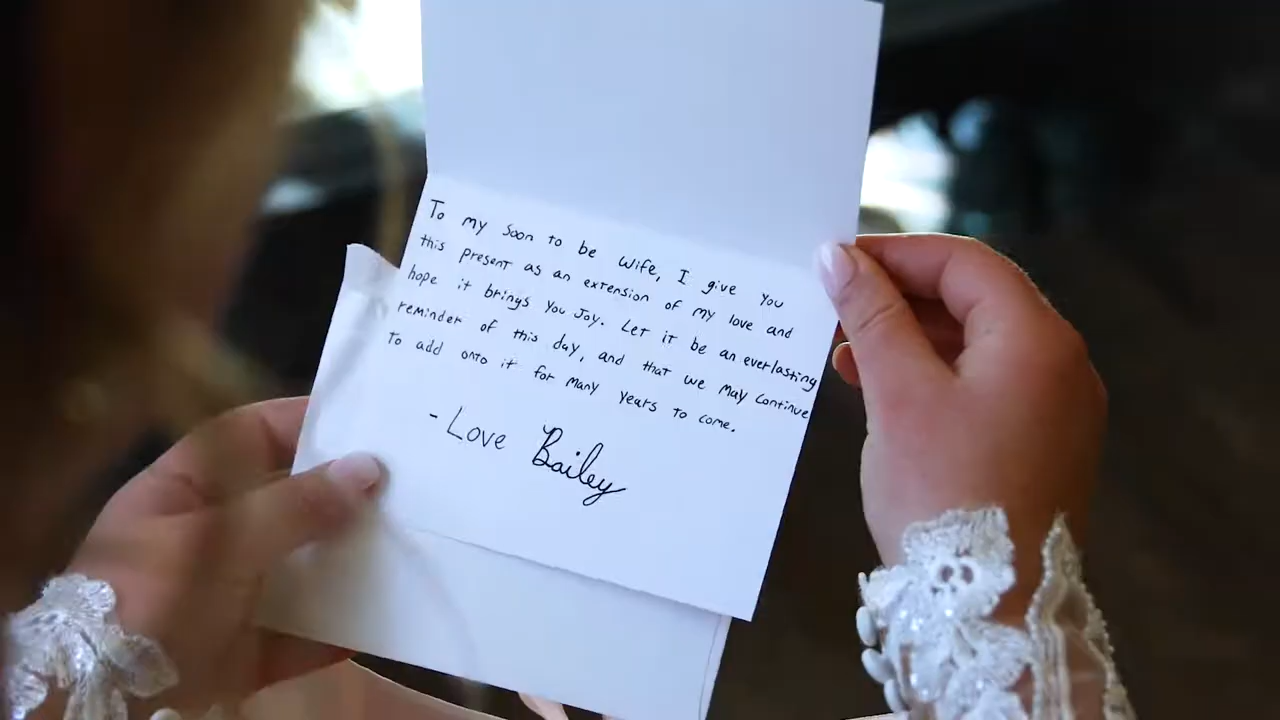 To my soon to be wife, I give you
this present as an extension of my love and
hope it brings you joy. Let it be an everlasting
reminder of this day, and that we may continue
to add onto it for many years to come.
- Love Bailey